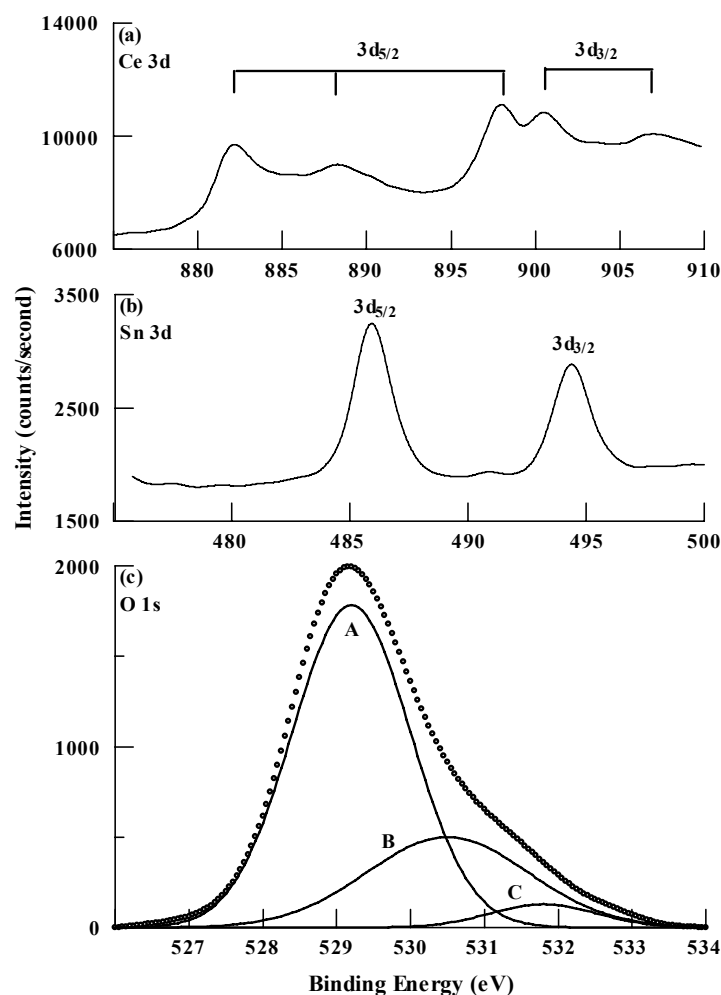 14000
(a)
Ce 3d
3d5/2
3d3/2
10000
6000
880 885 890 895 900 905 910
Intensity (counts/second)
3500
(b)
Sn 3d
3d5/2
3d3/2
2500
1500
480 486 490 495 500
2000
(c)
O 1s
A
1000
B
C
0
527 528 529 530 531 532 533 534
Binding Energy (eV)